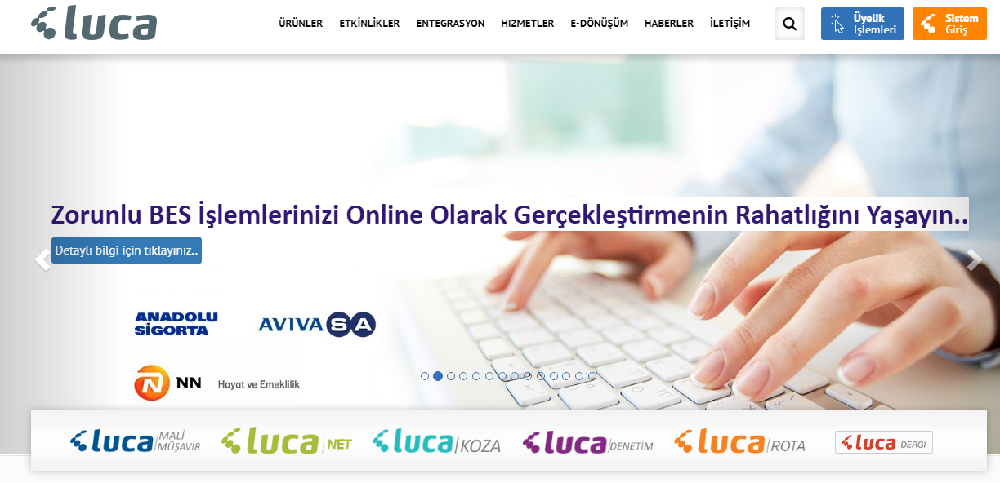 luca
ÜRÜNLER ETKİNLİKLER ENTEGRASYON HIZMETLER E-DÖNÜŞÜM HABERLER İLETİŞİM
Üyelik
İşlemleri
Sistem
Giriş
Zorunlu BES İşlemlerinizi Online Olarak Gerçekleştirmenin Rahatlığını Yaşayın..
Detaylı bilgi için tıklayınız..
ANADOLU
SİGORTA
AVIVASA
NN Hayat ve Emeklilik
luca MALİ
MÜŞAVİR
luca NET
luca KOZA
luca DENETİM
luca ROTA
luca DERGİ